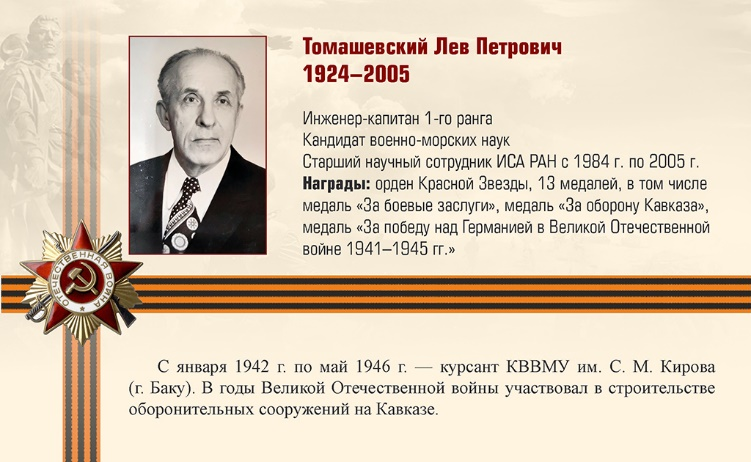 Томашевский Лев Петрович
1924–2005
Инженер-капитан 1-го ранга
Кандидат военно-морских наук
Старший научный сотрудник ИСА РАН с 1984 г. по 2005 г.
Награды: орден Красной Звезды, 13 медалей, в том числе
медаль «За боевые заслуги», медаль «За оборону Кавказа»,
медаль «За победу над Германией в Великой Отечественной
войне 1941–1945 гг.»
ОТЕЧЕСТВЕННАЯ ВОЙНА
С января 1942 г. по май 1946 г. — курсант КВВМУ им. С. М. Кирова
(г. Баку). В годы Великой Отечественной войны участвовал в строительстве
оборонительных сооружений на Кавказе.